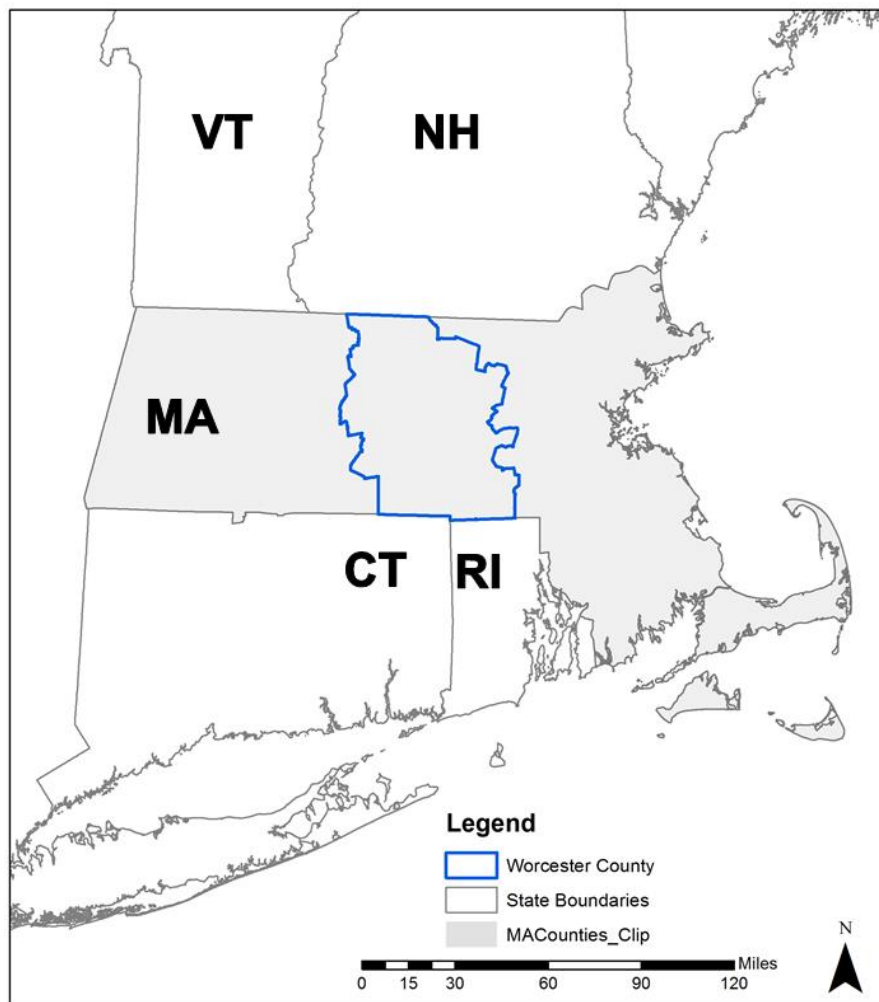 VT NH
MA
CT RI
Legend
Worcester County
State Boundaries
MACounties_Clip
N
Miles
0 15 30 60 90 120